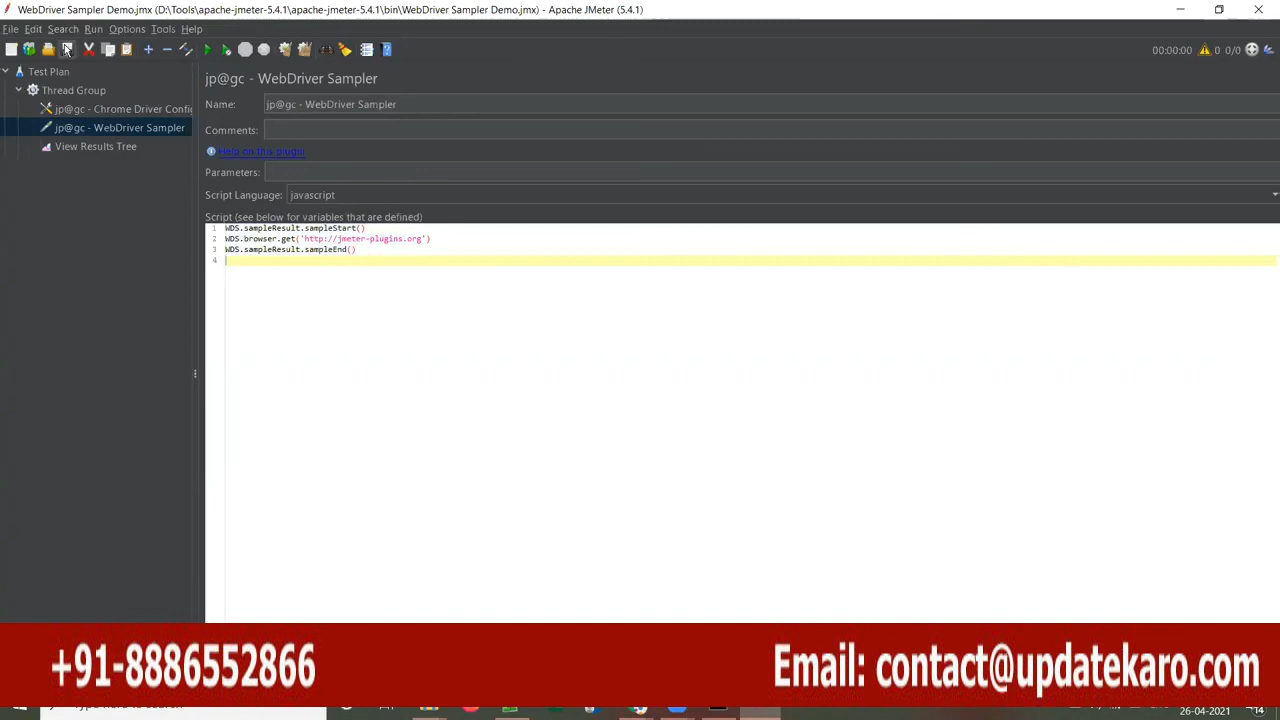 WebDriver Sampler Demo.jmx (D:\Tools\apache-jmeter-5.4.1\apache-jmeter-5.4.1\bin\WebDriver Sampler Demo.jmx) - Apache JMeter (5.4.1)
File Edit Search Run Options Tools Help
00:00:00 0 0/0
Test Plan
Thread Group
jp@gc - Chrome Driver Config
jp@gc - WebDriver Sampler
View Results Tree
jp@gc - WebDriver Sampler
Name: jp@gc - WebDriver Sampler
Comments:
Help on this plugin
Parameters:
Script Language: javascript
Script (see below for variables that are defined)
1 WDS.sampleResult.sampleStart()
2 WDS.browser.get('http://jmeter-plugins.org')
3 WDS.sampleResult.sampleEnd()
4
+91-8886552866
Email: contact@updatekaro.com
26-04-2021
14